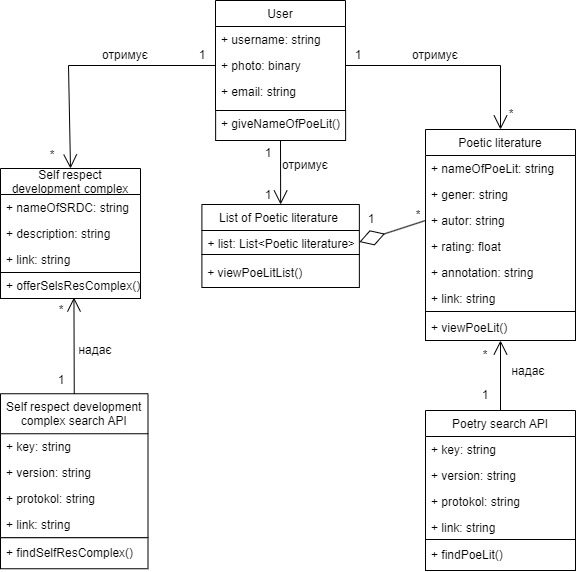 User
+ username: string
+ photo: binary
+ email: string
+ giveNameOfPoeLit()
отримує
1
*
1
отримує
*
1
отримує
1
Self respect
development complex
+ nameOfSRDC: string
+ description: string
+ link: string
+ offerSelsResComplex()
List of Poetic literature
+ list: List<Poetic literature>
+ viewPoeLitList()
1
*
Poetic literature
+ nameOfPoeLit: string
+ gener: string
+ autor: string
+ rating: float
+ annotation: string
+ link: string
+ viewPoeLit()
*
надає
1
*
надає
1
Self respect development
complex search API
+ key: string
+ version: string
+ protokol: string
+ link: string
+ findSelfResComplex()
Poetry search API
+ key: string
+ version: string
+ protokol: string
+ link: string
+ findPoeLit()